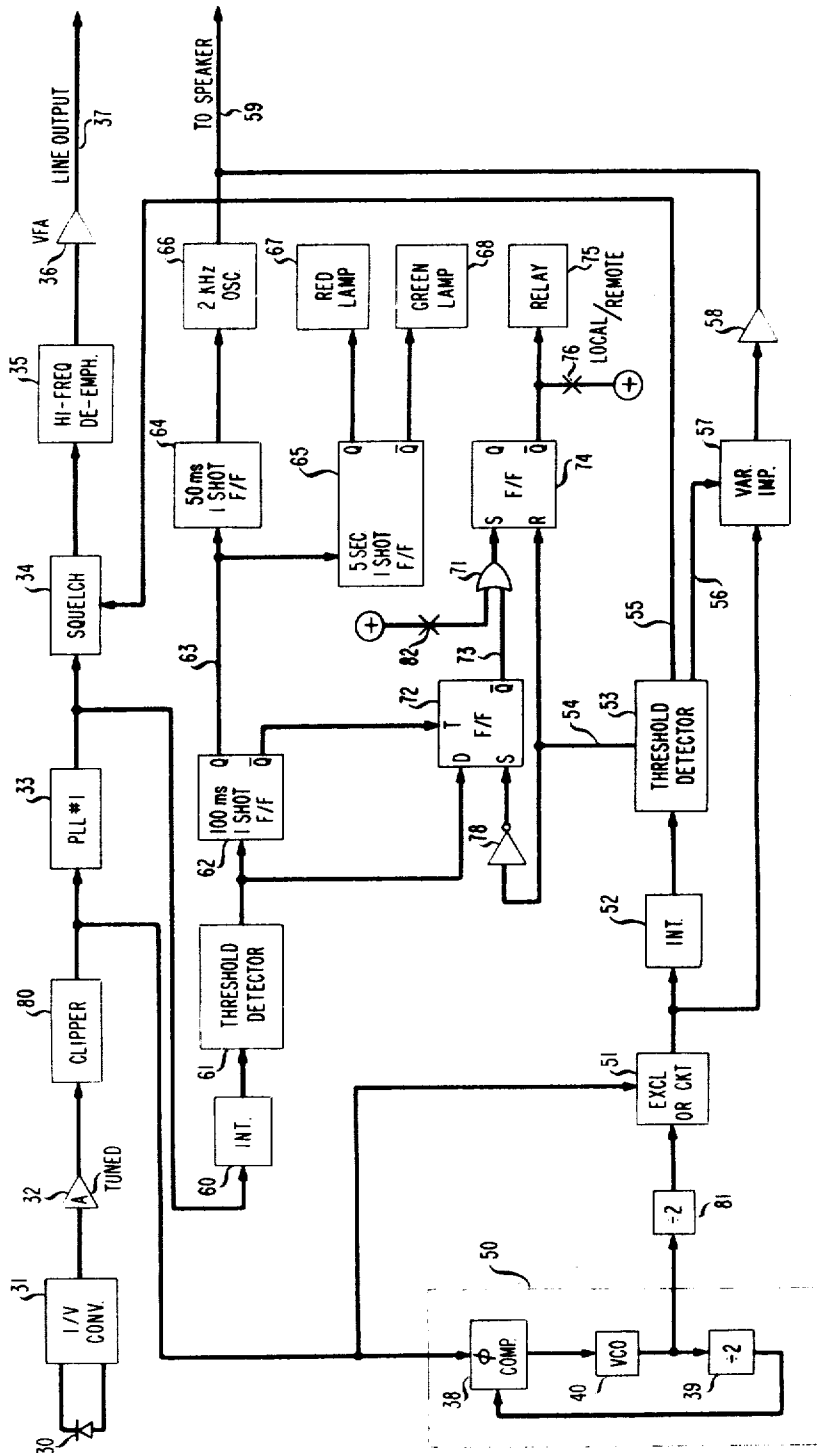 30
31
I/V
CONV.
32
A
TUNED
80
CLIPPER
33
PLL #1
34
SQUELCH
35
HI-FREQ
DE-EMPH.
36
VFA
LINE OUTPUT
37
60
INT.
61
THRESHOLD
DETECTOR
62
100 ms
1 SHOT
F/F
Q
Q̅
63
64
50 ms
1 SHOT
F/F
66
2 KHz
OSC.
TO SPEAKER
59
65
5 SEC
1 SHOT
F/F
Q
Q̅
67
RED
LAMP
68
GREEN
LAMP
82
+
71
72
T
D
F/F
S
Q̅
73
78
74
S
F/F
R
Q
Q̅
75
RELAY
76
LOCAL/REMOTE
+
50
38
ϕ
COMP.
40
VCO
39
÷2
81
÷2
51
EXCL
OR CKT
52
INT.
53
THRESHOLD
DETECTOR
54
55
56
57
VAR.
IMP.
58